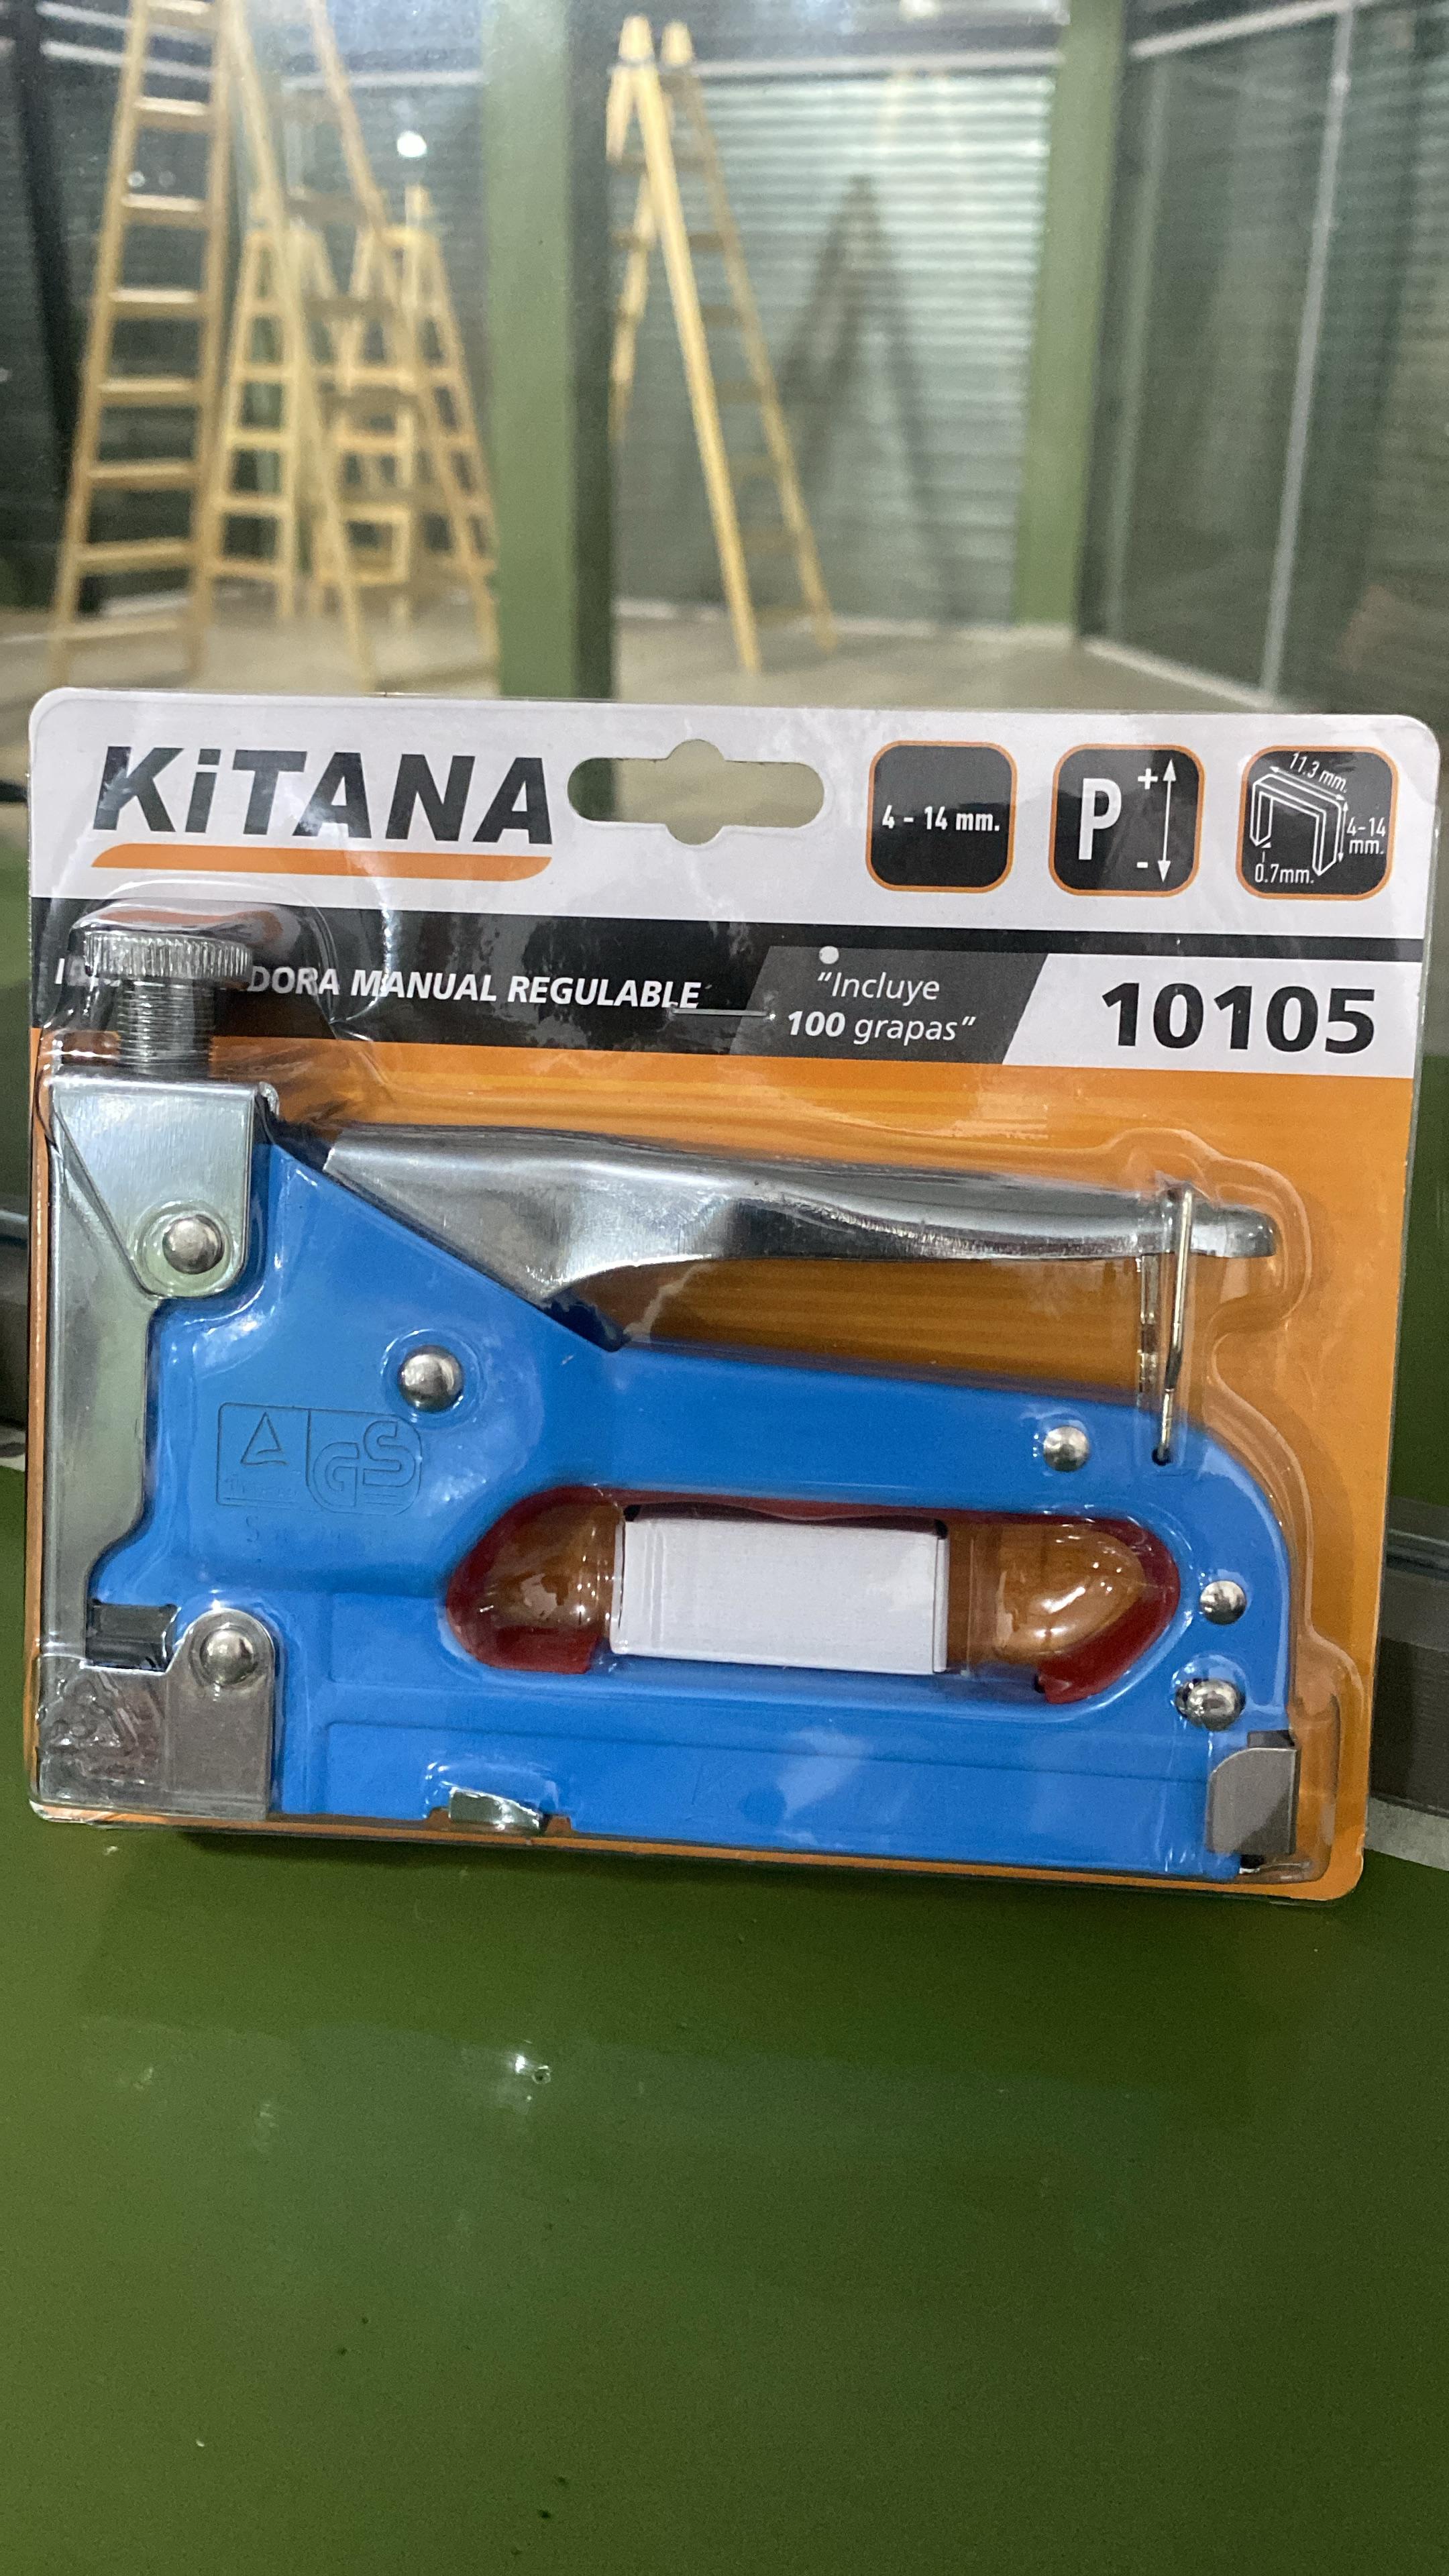 KiTANA
4 - 14 mm.
P + -
11.3 mm.
4-14
mm.
0.7mm.
MANUAL REGULABLE
“Incluye
100 grapas”
10105
GS